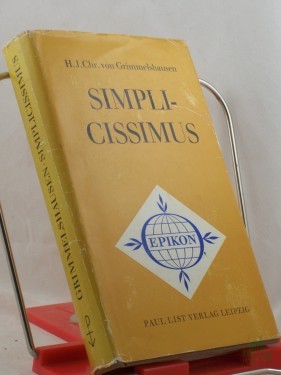 H. J. Chr. von Grimmelshausen
SIMPLI-
CISSIMUS
EPIKON
PAUL LIST VERLAG LEIPZIG
GRIMMELSHAUSEN · SIMPLICISSIMUS